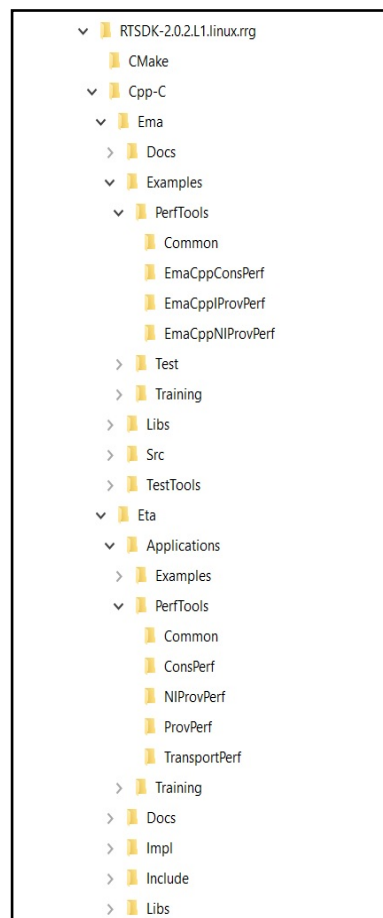 RTSDK-2.0.2.L1.linux.rrg
CMake
Cpp-C
Ema
Docs
Examples
PerfTools
Common
EmaCppConsPerf
EmaCppIProvPerf
EmaCppNIProvPerf
Test
Training
Libs
Src
TestTools
Eta
Applications
Examples
PerfTools
Common
ConsPerf
NIProvPerf
ProvPerf
TransportPerf
Training
Docs
Impl
Include
Libs